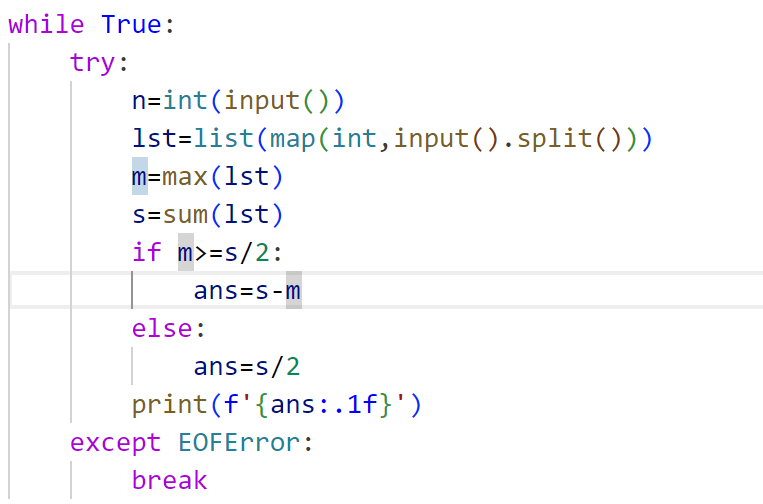 while True:
    try:
        n=int(input())
        lst=list(map(int,input().split()))
        m=max(lst)
        s=sum(lst)
        if m>=s/2:
            ans=s-m
        else:
            ans=s/2
        print(f'{ans:.1f}')
    except EOFError:
        break